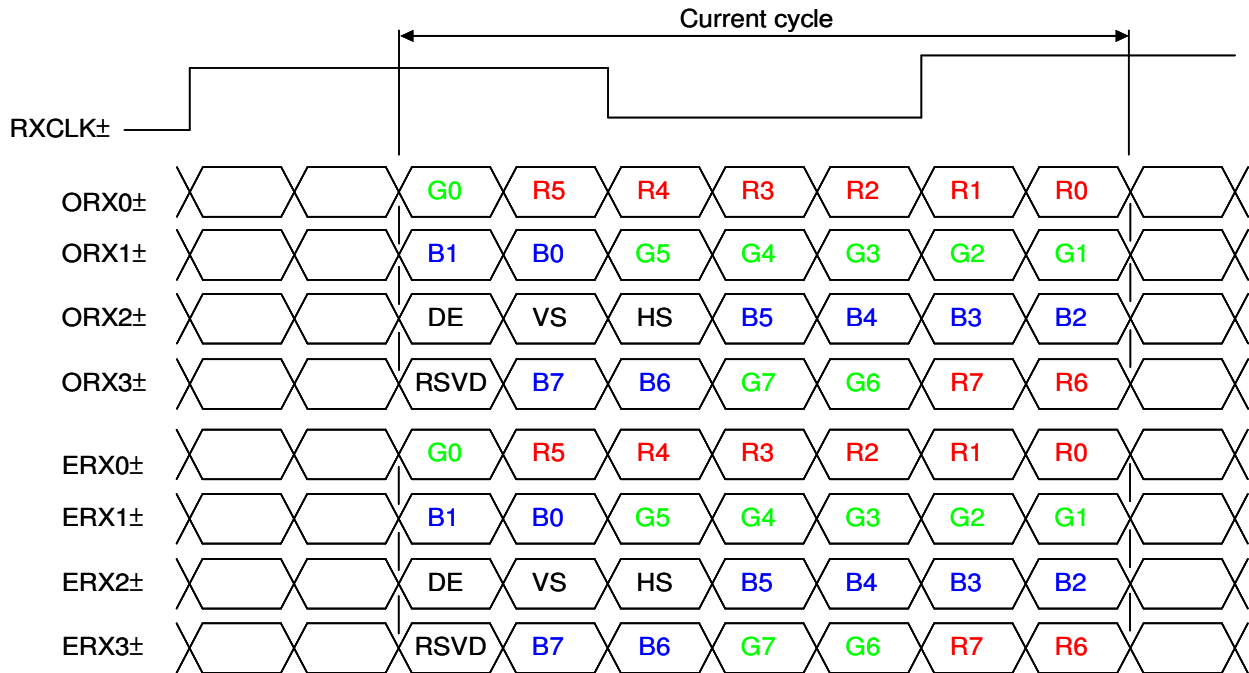 Current cycle
RXCLK±
ORX0± G0 R5 R4 R3 R2 R1 R0
ORX1± B1 B0 G5 G4 G3 G2 G1
ORX2± DE VS HS B5 B4 B3 B2
ORX3± RSVD B7 B6 G7 G6 R7 R6
ERX0± G0 R5 R4 R3 R2 R1 R0
ERX1± B1 B0 G5 G4 G3 G2 G1
ERX2± DE VS HS B5 B4 B3 B2
ERX3± RSVD B7 B6 G7 G6 R7 R6